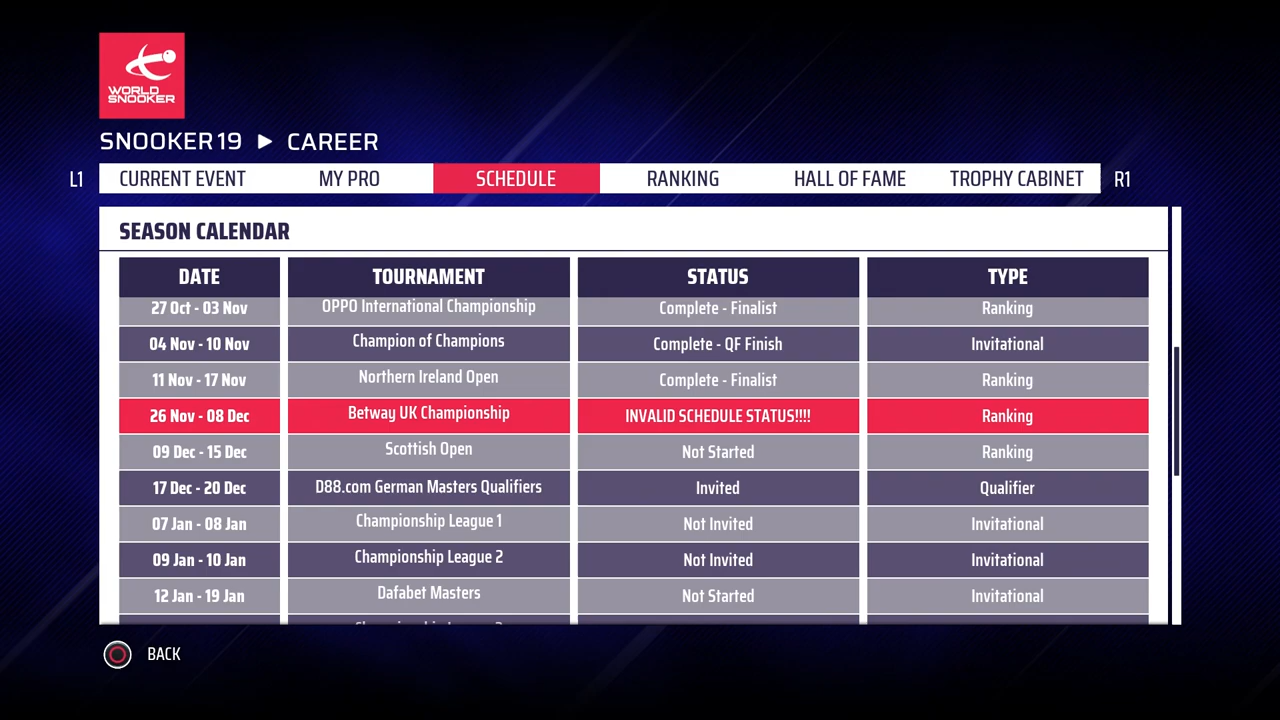 WORLD
SNOOKER
SNOOKER 19 ▶ CAREER
L1 CURRENT EVENT MY PRO SCHEDULE RANKING HALL OF FAME TROPHY CABINET R1
SEASON CALENDAR
DATE TOURNAMENT STATUS TYPE
27 Oct - 03 Nov OPPO International Championship Complete - Finalist Ranking
04 Nov - 10 Nov Champion of Champions Complete - QF Finish Invitational
11 Nov - 17 Nov Northern Ireland Open Complete - Finalist Ranking
26 Nov - 08 Dec Betway UK Championship INVALID SCHEDULE STATUS!!!! Ranking
09 Dec - 15 Dec Scottish Open Not Started Ranking
17 Dec - 20 Dec D88.com German Masters Qualifiers Invited Qualifier
07 Jan - 08 Jan Championship League 1 Not Invited Invitational
09 Jan - 10 Jan Championship League 2 Not Invited Invitational
12 Jan - 19 Jan Dafabet Masters Not Started Invitational
BACK